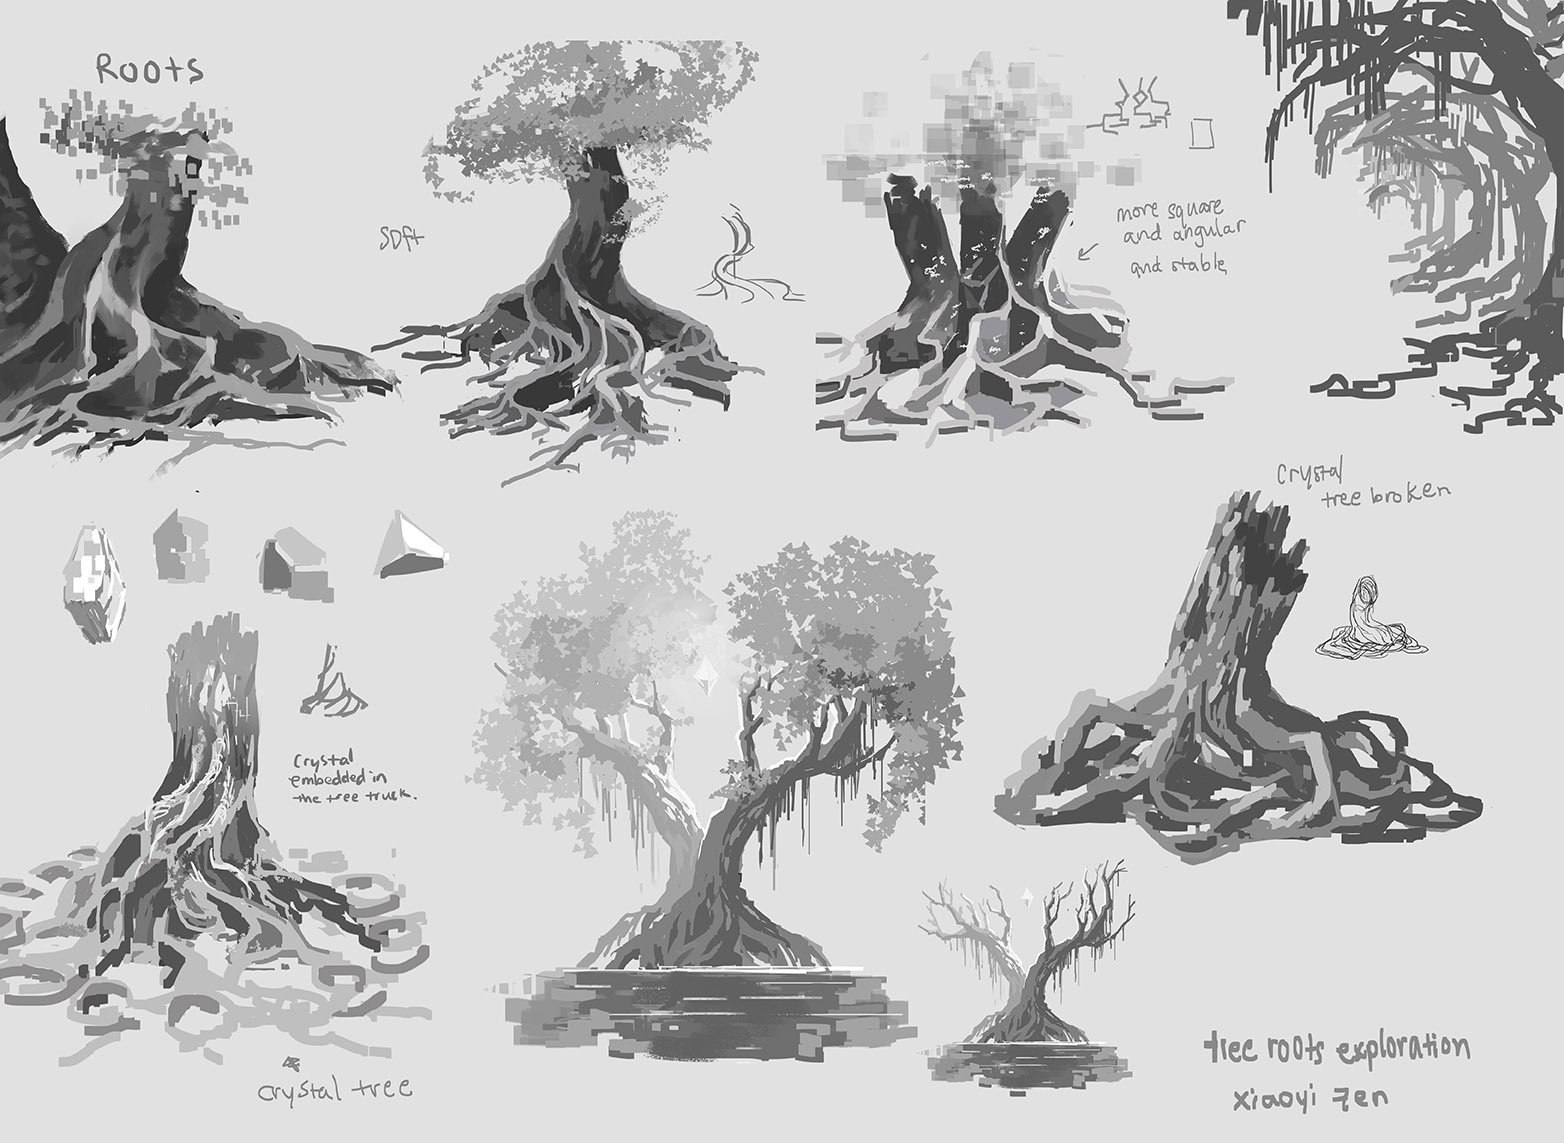 Roots
Soft
more square
and angular
and stable
crystal
tree broken
Crystal
embedded in
the tree truck.
crystal tree
tree roots exploration
xiaoyi zen